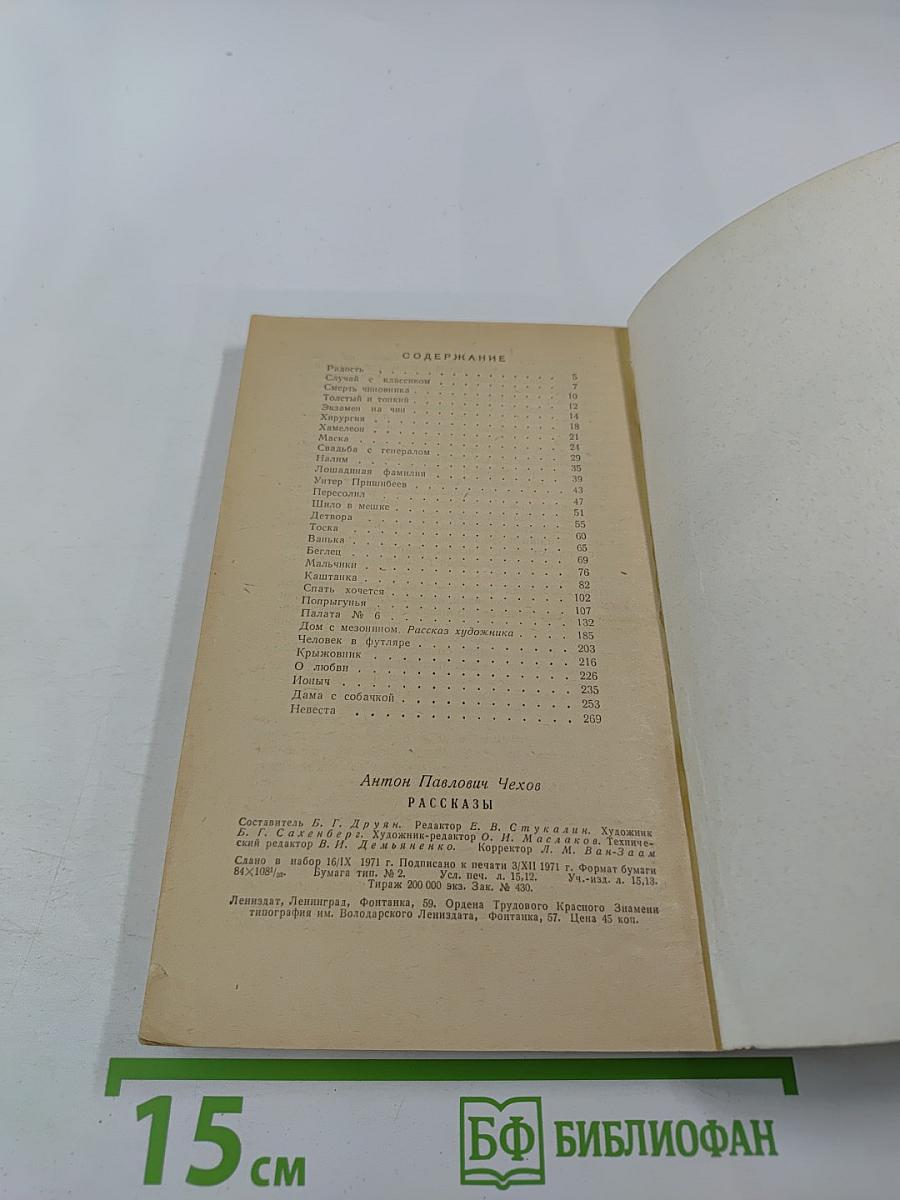 СОДЕРЖАНИЕ
Радость . . . . . . . . . . . . . . . 5
Случай с классиком . . . . . . . . . . 7
Смерть чиновника . . . . . . . . . . . 10
Толстый и тонкий . . . . . . . . . . . 12
Экзамен на чин . . . . . . . . . . . . 14
Хирургия . . . . . . . . . . . . . . . 18
Хамелеон . . . . . . . . . . . . . . . 21
Маска . . . . . . . . . . . . . . . . 24
Свадьба с генералом . . . . . . . . . . 29
Налим . . . . . . . . . . . . . . . . 35
Лошадиная фамилия . . . . . . . . . . . 39
Унтер Пришибеев . . . . . . . . . . . . 43
Пересолил . . . . . . . . . . . . . . 47
Шило в мешке . . . . . . . . . . . . . 51
Детвора . . . . . . . . . . . . . . . 55
Тоска . . . . . . . . . . . . . . . . 60
Ванька . . . . . . . . . . . . . . . . 65
Беглец . . . . . . . . . . . . . . . . 69
Мальчики . . . . . . . . . . . . . . . 76
Каштанка . . . . . . . . . . . . . . . 82
Спать хочется . . . . . . . . . . . . . 102
Попрыгунья . . . . . . . . . . . . . . 107
Палата № 6 . . . . . . . . . . . . . . 132
Дом с мезонином. Рассказ художника . . . . 185
Человек в футляре . . . . . . . . . . . 203
Крыжовник . . . . . . . . . . . . . . 216
О любви . . . . . . . . . . . . . . . 226
Ионыч . . . . . . . . . . . . . . . . 235
Дама с собачкой . . . . . . . . . . . . 253
Невеста . . . . . . . . . . . . . . . 269
Антон Павлович Чехов
РАССКАЗЫ
Составитель Б. Г. Друян. Редактор Е. В. Стукалин. Художник
Б. Г. Сахенберг. Художник-редактор О. И. Маслаков. Техниче-
ский редактор В. И. Демьяненко. Корректор Л. М. Ван-Заам
Сдано в набор 16/IX 1971 г. Подписано к печати 3/XII 1971 г. Формат бумаги
84×108¹/₃₂. Бумага тип. № 2. Усл. печ. л. 15,12. Уч.-изд. л. 15,13.
Тираж 200 000 экз. Зак. № 430.
Лениздат, Ленинград, Фонтанка, 59. Ордена Трудового Красного Знамени
типография им. Володарского Лениздата, Фонтанка, 57. Цена 45 коп.
15 см
БФ БИБЛИОФАН